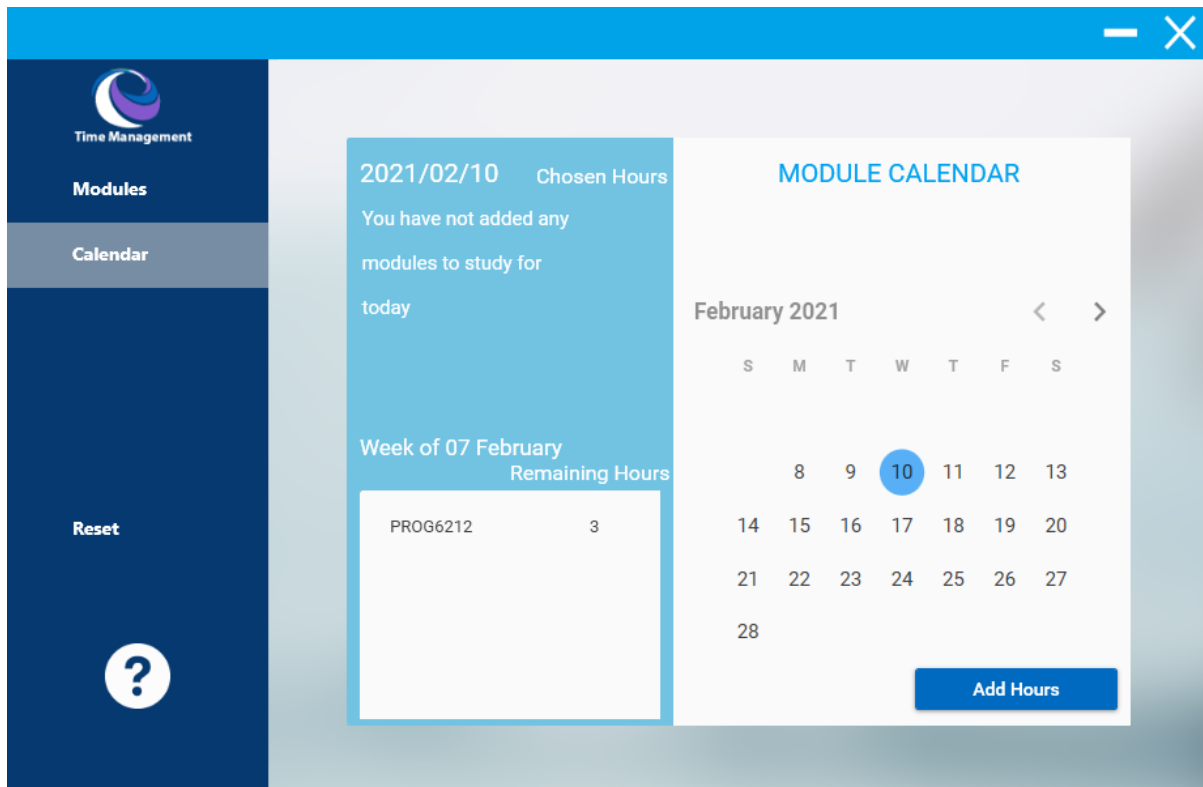 Time Management
Modules
Calendar
Reset
?
2021/02/10 Chosen Hours
You have not added any
modules to study for
today
Week of 07 February
Remaining Hours
PROG6212 3
MODULE CALENDAR
February 2021
S M T W T F S
8 9 10 11 12 13
14 15 16 17 18 19 20
21 22 23 24 25 26 27
28
Add Hours